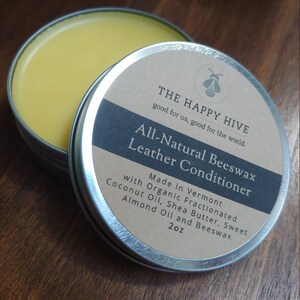 THE HAPPY HIVE
good for us, good for the world.
All-Natural Beeswax
Leather Conditioner
Made in Vermont
with Organic Fractionated
Coconut Oil, Shea Butter, Sweet
Almond Oil and Beeswax
2oz